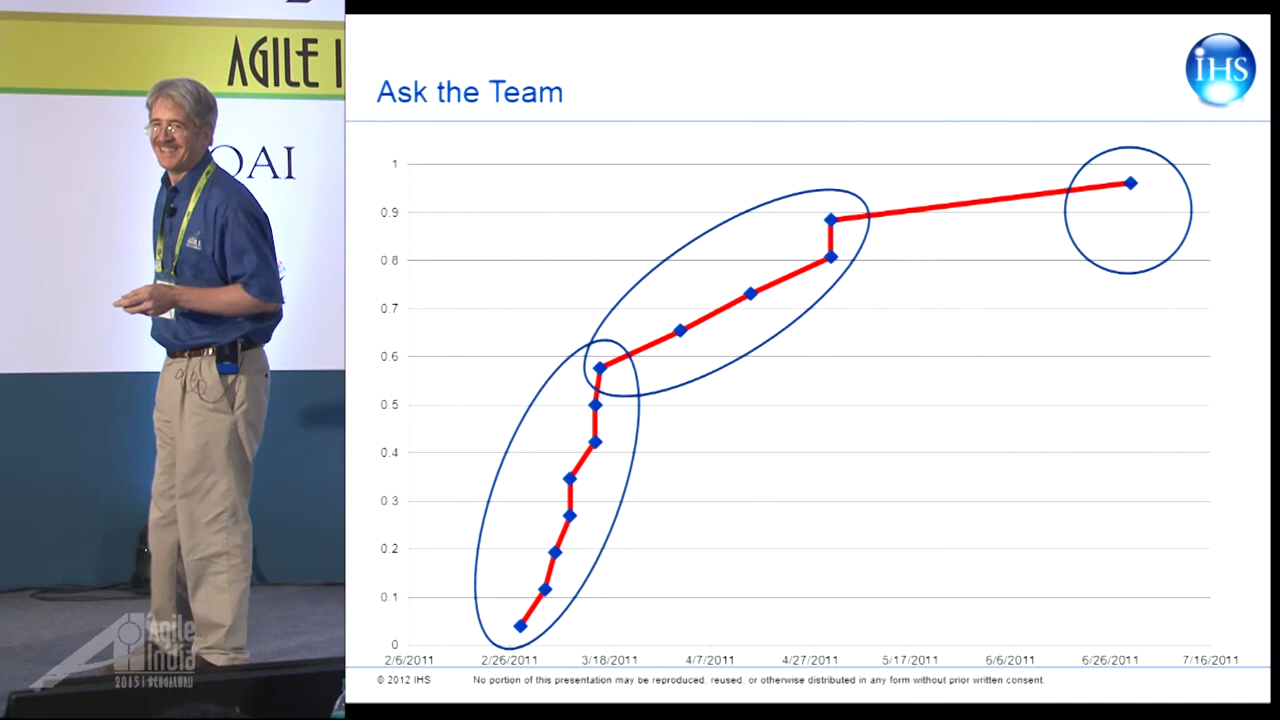 AGILE I
OAI
Agile
India
2015 | BENGALURU
IHS
Ask the Team
1
0.9
0.8
0.7
0.6
0.5
0.4
0.3
0.2
0.1
0
2/6/2011 2/26/2011 3/18/2011 4/7/2011 4/27/2011 5/17/2011 6/6/2011 6/26/2011 7/16/2011
© 2012 IHS No portion of this presentation may be reproduced, reused, or otherwise distributed in any form without prior written consent.